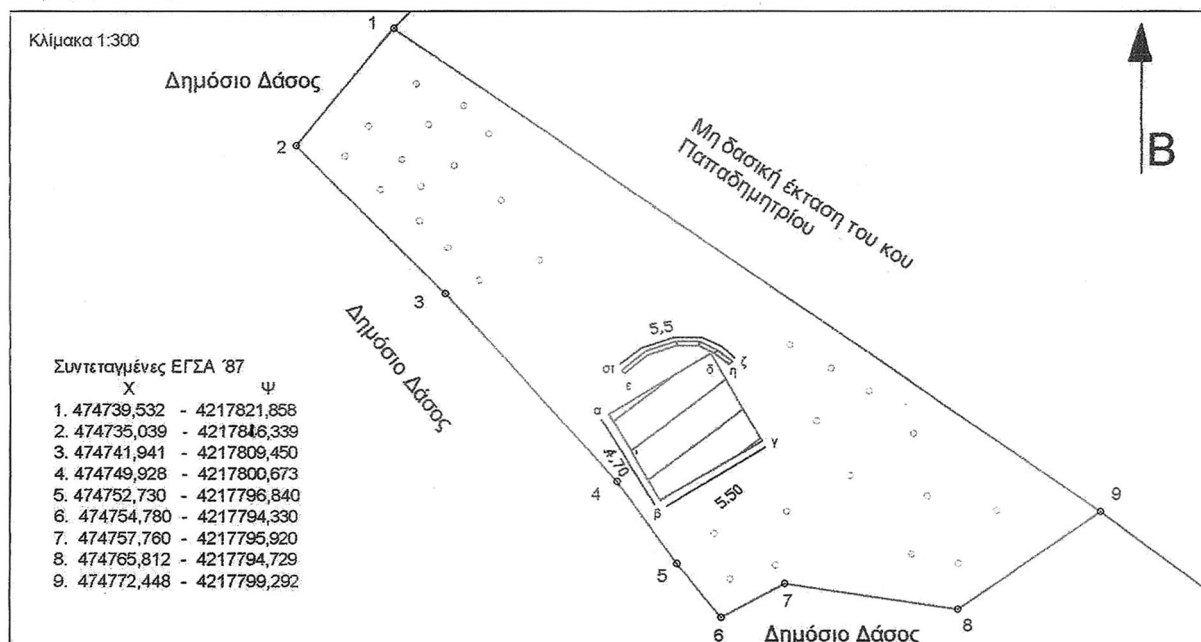 Κλίμακα 1:300
1
Δημόσιο Δάσος
2
Μη δασική έκταση του κου
Παπαδημητρίου
Β
3
Δημόσιο Δάσος
5,5
στ
ε
δ
η
ζ
α
4,70
γ
β
5.50
4
5
6
7
8
9
Δημόσιο Δάσος
Συντεταγμένες ΕΓΣΑ '87
Χ Ψ
1. 474739,532 - 4217821,858
2. 474735,039 - 4217816,339
3. 474741,941 - 4217809,450
4. 474749,928 - 4217800,673
5. 474752,730 - 4217796,840
6. 474754,780 - 4217794,330
7. 474757,760 - 4217795,920
8. 474765,812 - 4217794,729
9. 474772,448 - 4217799,292